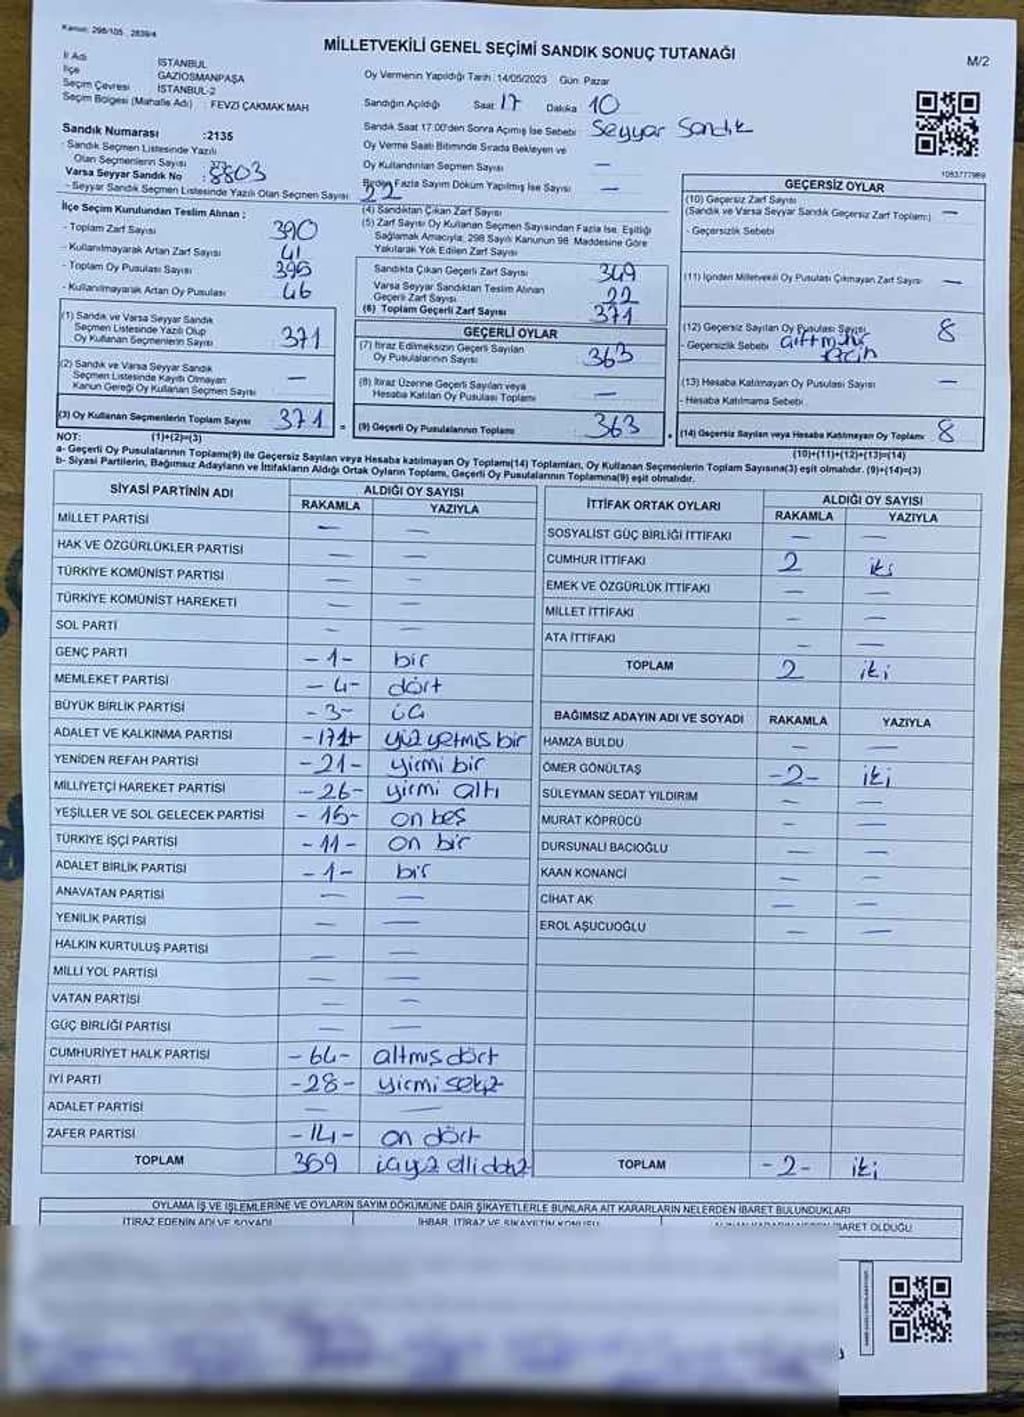 Kanun: 298/105 , 2839/4
MİLLETVEKİLİ GENEL SEÇİMİ SANDIK SONUÇ TUTANAĞI
M/2
İl Adı İSTANBUL
İlçe GAZİOSMANPAŞA
Seçim Çevresi İSTANBUL-2
Seçim Bölgesi (Mahalle Adı) : FEVZİ ÇAKMAK MAH
Oy Vermenin Yapıldığı Tarih :14/05/2023 Gün: Pazar
Sandığın Açıldığı Saat 17 Dakika 10
Sandık Saat 17.00'den Sonra Açılmış İse Sebebi Seyyar Sandık
Oy Verme Saati Bitiminde Sırada Bekleyen ve
Oy Kullandırılan Seçmen Sayısı —
Birden Fazla Sayım Döküm Yapılmış İse Sayısı —
Sandık Numarası :2135
- Sandık Seçmen Listesinde Yazılı
Olan Seçmenlerin Sayısı
Varsa Seyyar Sandık No : 8803
- Seyyar Sandık Seçmen Listesinde Yazılı Olan Seçmen Sayısı: 22
İlçe Seçim Kurulundan Teslim Alınan ;
- Toplam Zarf Sayısı 390
- Kullanılmayarak Artan Zarf Sayısı 41
- Toplam Oy Pusulası Sayısı 395
- Kullanılmayarak Artan Oy Pusulası 46
(1) Sandık ve Varsa Seyyar Sandık
Seçmen Listesinde Yazılı Olup
Oy Kullanan Seçmenlerin Sayısı 371
(2) Sandık ve Varsa Seyyar Sandık
Seçmen Listesinde Kayıtlı Olmayan
Kanun Gereği Oy Kullanan Seçmen Sayısı —
(3) Oy Kullanan Seçmenlerin Toplam Sayısı 371
(1)+(2)=(3)
(4) Sandıktan Çıkan Zarf Sayısı
(5) Zarf Sayısı Oy Kullanan Seçmen Sayısından Fazla İse, Eşitliği
Sağlamak Amacıyla, 298 Sayılı Kanunun 98. Maddesine Göre
Yakılarak Yok Edilen Zarf Sayısı
Sandıkta Çıkan Geçerli Zarf Sayısı 349
Varsa Seyyar Sandıktan Teslim Alınan
Geçerli Zarf Sayısı 22
(6) Toplam Geçerli Zarf Sayısı 371
GEÇERLİ OYLAR
(7) İtiraz Edilmeksizin Geçerli Sayılan
Oy Pusulalarının Sayısı 363
(8) İtiraz Üzerine Geçerli Sayılan veya
Hesaba Katılan Oy Pusulası Toplamı —
= (9) Geçerli Oy Pusulalarının Toplamı 363
1083777989
GEÇERSİZ OYLAR
(10) Geçersiz Zarf Sayısı
(Sandık ve Varsa Seyyar Sandık Geçersiz Zarf Toplamı) —
- Geçersizlik Sebebi
(11) İçinden Milletvekili Oy Pusulası Çıkmayan Zarf Sayısı —
(12) Geçersiz Sayılan Oy Pusulası Sayısı 8
- Geçersizlik Sebebi
(13) Hesaba Katılmayan Oy Pusulası Sayısı —
- Hesaba Katılmama Sebebi
(14) Geçersiz Sayılan veya Hesaba Katılmayan Oy Toplamı 8
(10)+(11)+(12)+(13)=(14)
NOT:
a- Geçerli Oy Pusulaları(9) ile Geçersiz Sayılan veya Hesaba katılmayan Oy Toplamı(14) Toplamları, Oy Kullanan Seçmenlerin Toplam Sayısına(3) eşit olmalıdır. (9)+(14)=(3)
b- Siyasi Partilerin, Bağımsız Adayların ve İttifakların Aldığı Ortak Oyların Toplamı, Geçerli Oy Pusulalarının Toplamına(9) eşit olmalıdır.
SİYASİ PARTİNİN ADI ALDIĞI OY SAYISI
RAKAMLA YAZIYLA
MİLLET PARTİSİ — —
HAK VE ÖZGÜRLÜKLER PARTİSİ — —
TÜRKİYE KOMÜNİST PARTİSİ — —
TÜRKİYE KOMÜNİST HAREKETİ — —
SOL PARTİ — —
GENÇ PARTİ -1- bir
MEMLEKET PARTİSİ -4- dört
BÜYÜK BİRLİK PARTİSİ -3- üç
ADALET VE KALKINMA PARTİSİ -171- yüz yetmiş bir
YENİDEN REFAH PARTİSİ -21- yirmi bir
MİLLİYETÇİ HAREKET PARTİSİ -26- yirmi altı
YEŞİLLER VE SOL GELECEK PARTİSİ -15- on beş
TÜRKİYE İŞÇİ PARTİSİ -11- on bir
ADALET BİRLİK PARTİSİ -1- bir
ANAVATAN PARTİSİ — —
YENİLİK PARTİSİ — —
HALKIN KURTULUŞ PARTİSİ — —
MİLLİ YOL PARTİSİ — —
VATAN PARTİSİ — —
GÜÇ BİRLİĞİ PARTİSİ — —
CUMHURİYET HALK PARTİSİ -64- altmış dört
İYİ PARTİ -28- yirmi sekiz
ADALET PARTİSİ — —
ZAFER PARTİSİ -14- on dört
TOPLAM 359
İTTİFAK ORTAK OYLARI ALDIĞI OY SAYISI
RAKAMLA YAZIYLA
SOSYALİST GÜÇ BİRLİĞİ İTTİFAKI — —
CUMHUR İTTİFAKI 2 iki
EMEK VE ÖZGÜRLÜK İTTİFAKI — —
MİLLET İTTİFAKI — —
ATA İTTİFAKI — —
TOPLAM 2 iki
BAĞIMSIZ ADAYIN ADI VE SOYADI RAKAMLA YAZIYLA
HAMZA BULDU — —
ÖMER GÖNÜLTAŞ -2- iki
SÜLEYMAN SEDAT YILDIRIM — —
MURAT KÖPRÜCÜ — —
DURSUNALİ BACIOĞLU — —
KAAN KONANCİ — —
CİHAT AK — —
EROL AŞUCUOĞLU — —
TOPLAM -2- iki
OYLAMA İŞ VE İŞLEMLERİNE VE OYLARIN SAYIM DÖKÜMÜNE DAİR ŞİKAYETLERLE BUNLARA AİT KARARLARIN NELERDEN İBARET BULUNDUKLARI
İTİRAZ EDENİN ADI VE SOYADI İHBAR, İTİRAZ VE ŞİKAYETİN KONUSU İBARET OLDUĞU